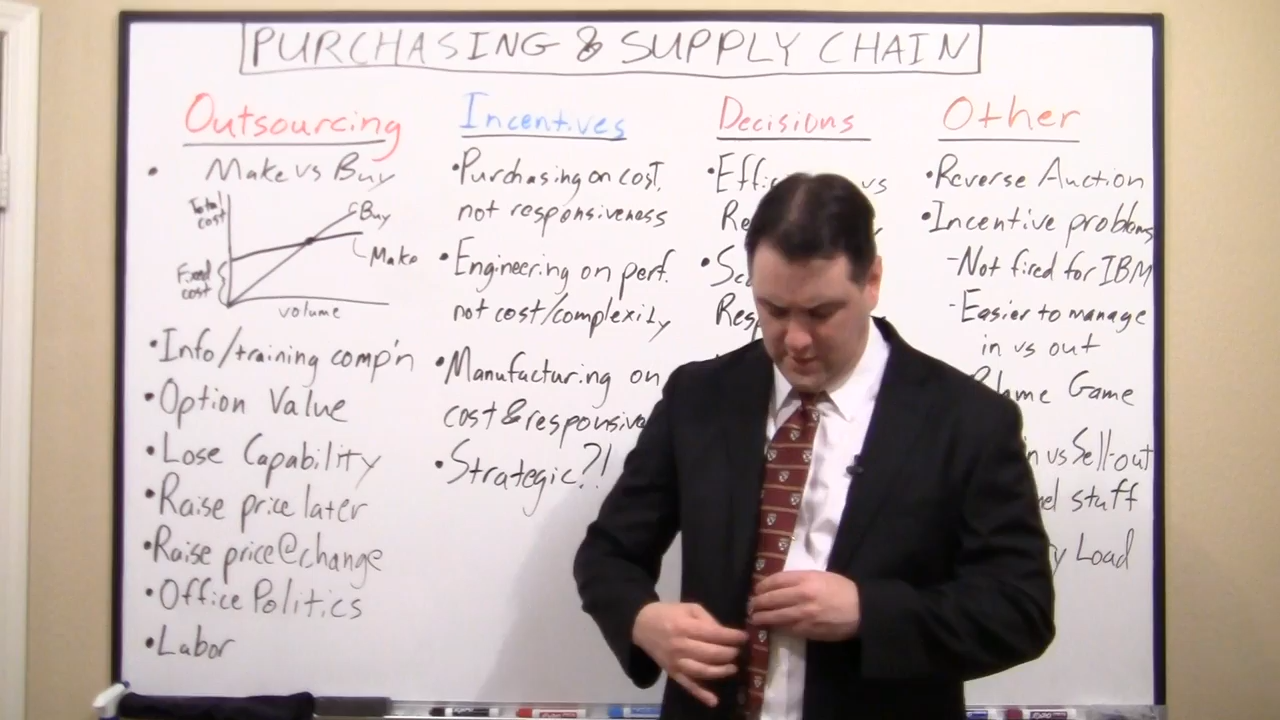 PURCHASING & SUPPLY CHAIN
Outsourcing
• Make vs Buy
Total cost
Buy
Make
Fixed cost
volume
• Info/training comp'n
• Option Value
• Lose Capability
• Raise price later
• Raise price@change
• Office Politics
• Labor
Incentives
• Purchasing on cost,
not responsiveness
• Engineering on perf.
not cost/complexity
• Manufacturing on
cost & responsive
• Strategic?!
Decisions
vs
Other
• Reverse Auction
• Incentive problems
- Not fired for IBM
- Easier to manage
in vs out
Game
vs Sell-out
stuff
Load